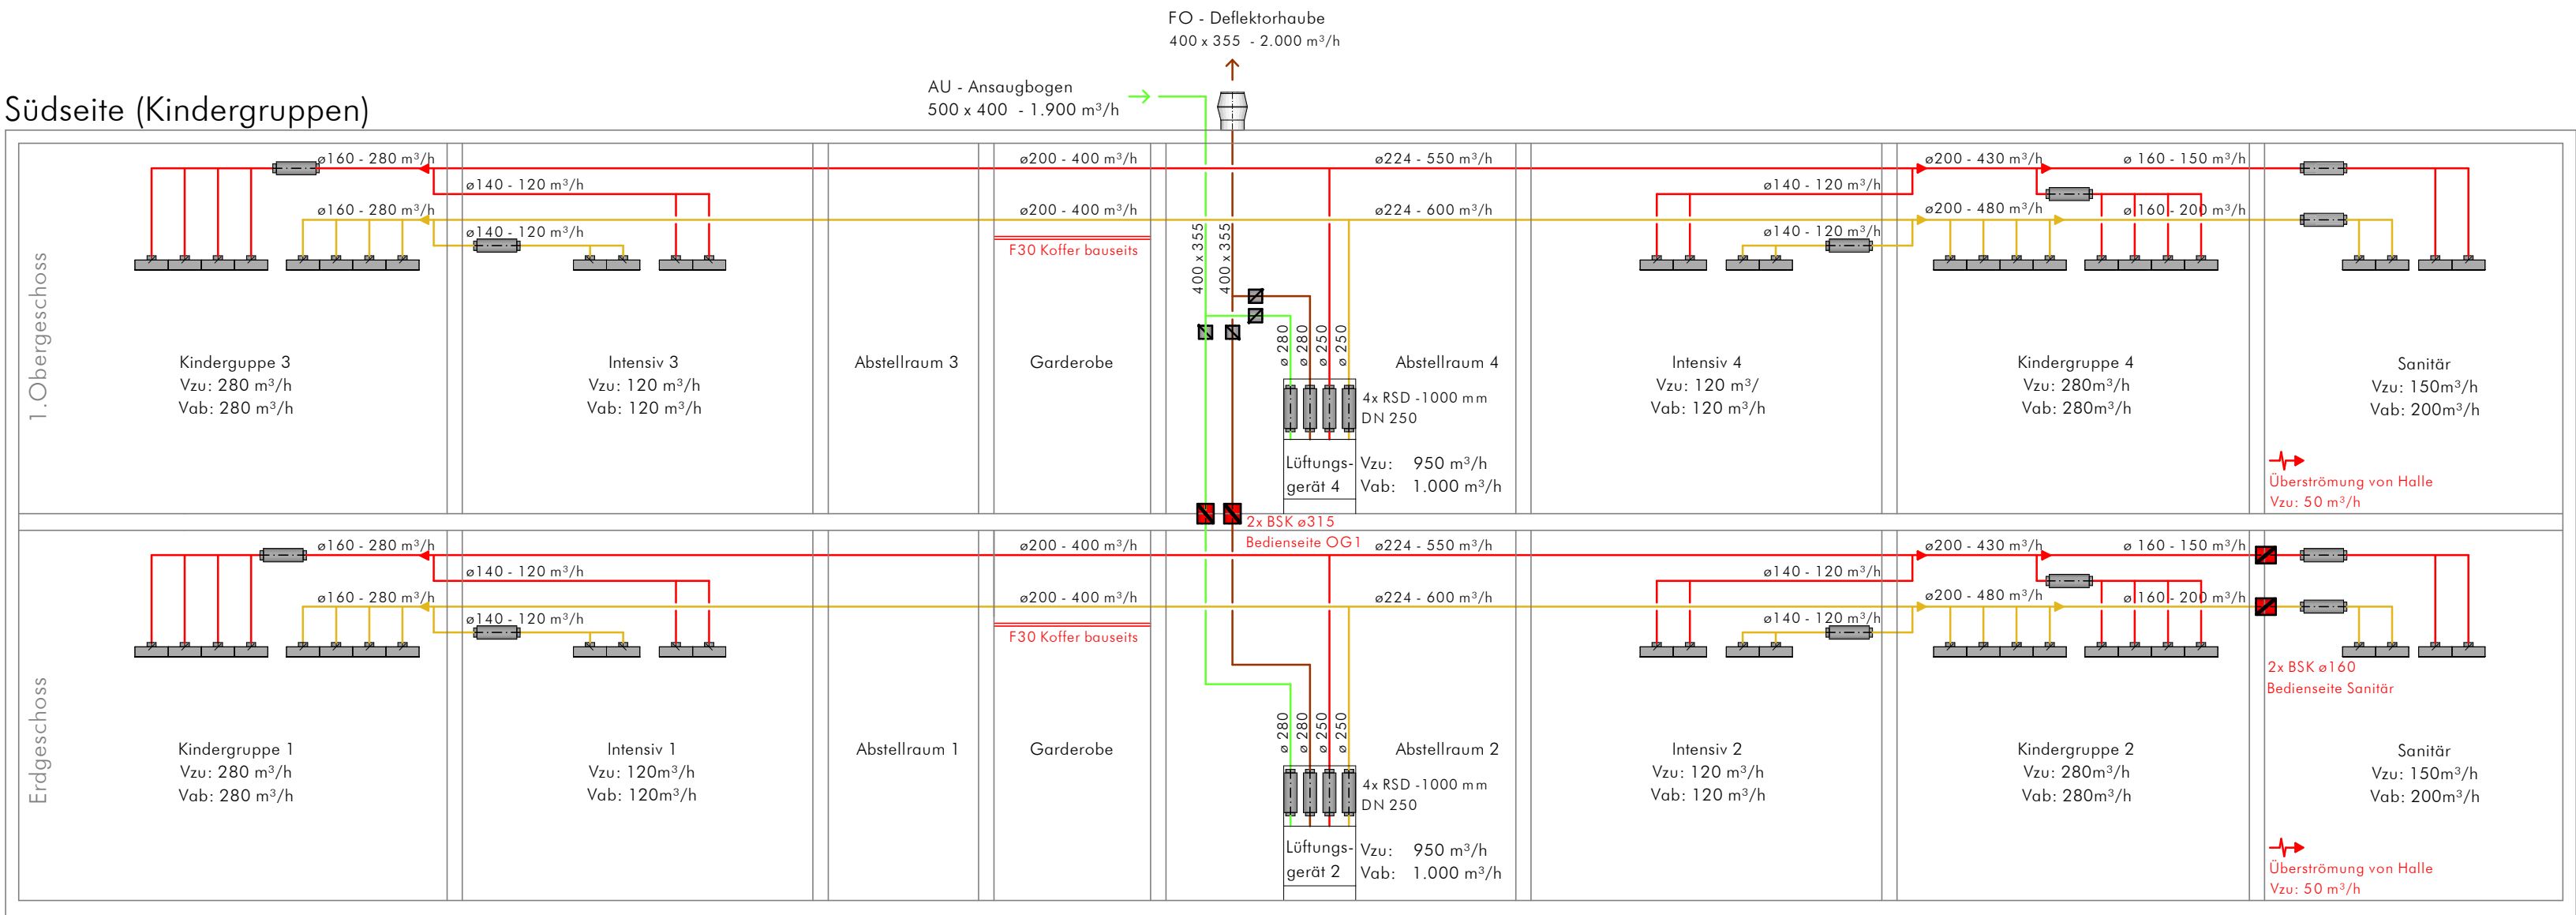 FO - Deflektorhaube
400 x 355 - 2.000 m³/h
AU - Ansaugbogen
500 x 400 - 1.900 m³/h
Südseite (Kindergruppen)
1.Obergeschoss
ø160 - 280 m³/h
ø140 - 120 m³/h
ø160 - 280 m³/h
ø140 - 120 m³/h
ø200 - 400 m³/h
ø200 - 400 m³/h
F30 Koffer bauseits
400 x 355
400 x 355
ø224 - 550 m³/h
ø224 - 600 m³/h
ø140 - 120 m³/h
ø140 - 120 m³/h
ø200 - 430 m³/h
ø200 - 480 m³/h
ø 160 - 150 m³/h
ø 160 - 200 m³/h
ø 280
ø 280
ø 250
ø 250
Kinderguppe 3
Vzu: 280 m³/h
Vab: 280 m³/h
Intensiv 3
Vzu: 120 m³/h
Vab: 120 m³/h
Abstellraum 3
Garderobe
Abstellraum 4
4x RSD -1000 mm
DN 250
Lüftungs-
gerät 4
Vzu: 950 m³/h
Vab: 1.000 m³/h
Intensiv 4
Vzu: 120 m³/
Vab: 120 m³/h
Kindergruppe 4
Vzu: 280m³/h
Vab: 280m³/h
Sanitär
Vzu: 150m³/h
Vab: 200m³/h
Überströmung von Halle
Vzu: 50 m³/h
2x BSK ø315
Bedienseite OG1
Erdgeschoss
ø160 - 280 m³/h
ø140 - 120 m³/h
ø160 - 280 m³/h
ø140 - 120 m³/h
ø200 - 400 m³/h
ø200 - 400 m³/h
F30 Koffer bauseits
ø224 - 550 m³/h
ø224 - 600 m³/h
ø140 - 120 m³/h
ø140 - 120 m³/h
ø200 - 430 m³/h
ø200 - 480 m³/h
ø 160 - 150 m³/h
ø 160 - 200 m³/h
2x BSK ø160
Bedienseite Sanitär
ø 280
ø 280
ø 250
ø 250
Kindergruppe 1
Vzu: 280 m³/h
Vab: 280 m³/h
Intensiv 1
Vzu: 120m³/h
Vab: 120m³/h
Abstellraum 1
Garderobe
Abstellraum 2
4x RSD -1000 mm
DN 250
Lüftungs-
gerät 2
Vzu: 950 m³/h
Vab: 1.000 m³/h
Intensiv 2
Vzu: 120 m³/h
Vab: 120 m³/h
Kindergruppe 2
Vzu: 280m³/h
Vab: 280m³/h
Sanitär
Vzu: 150m³/h
Vab: 200m³/h
Überströmung von Halle
Vzu: 50 m³/h